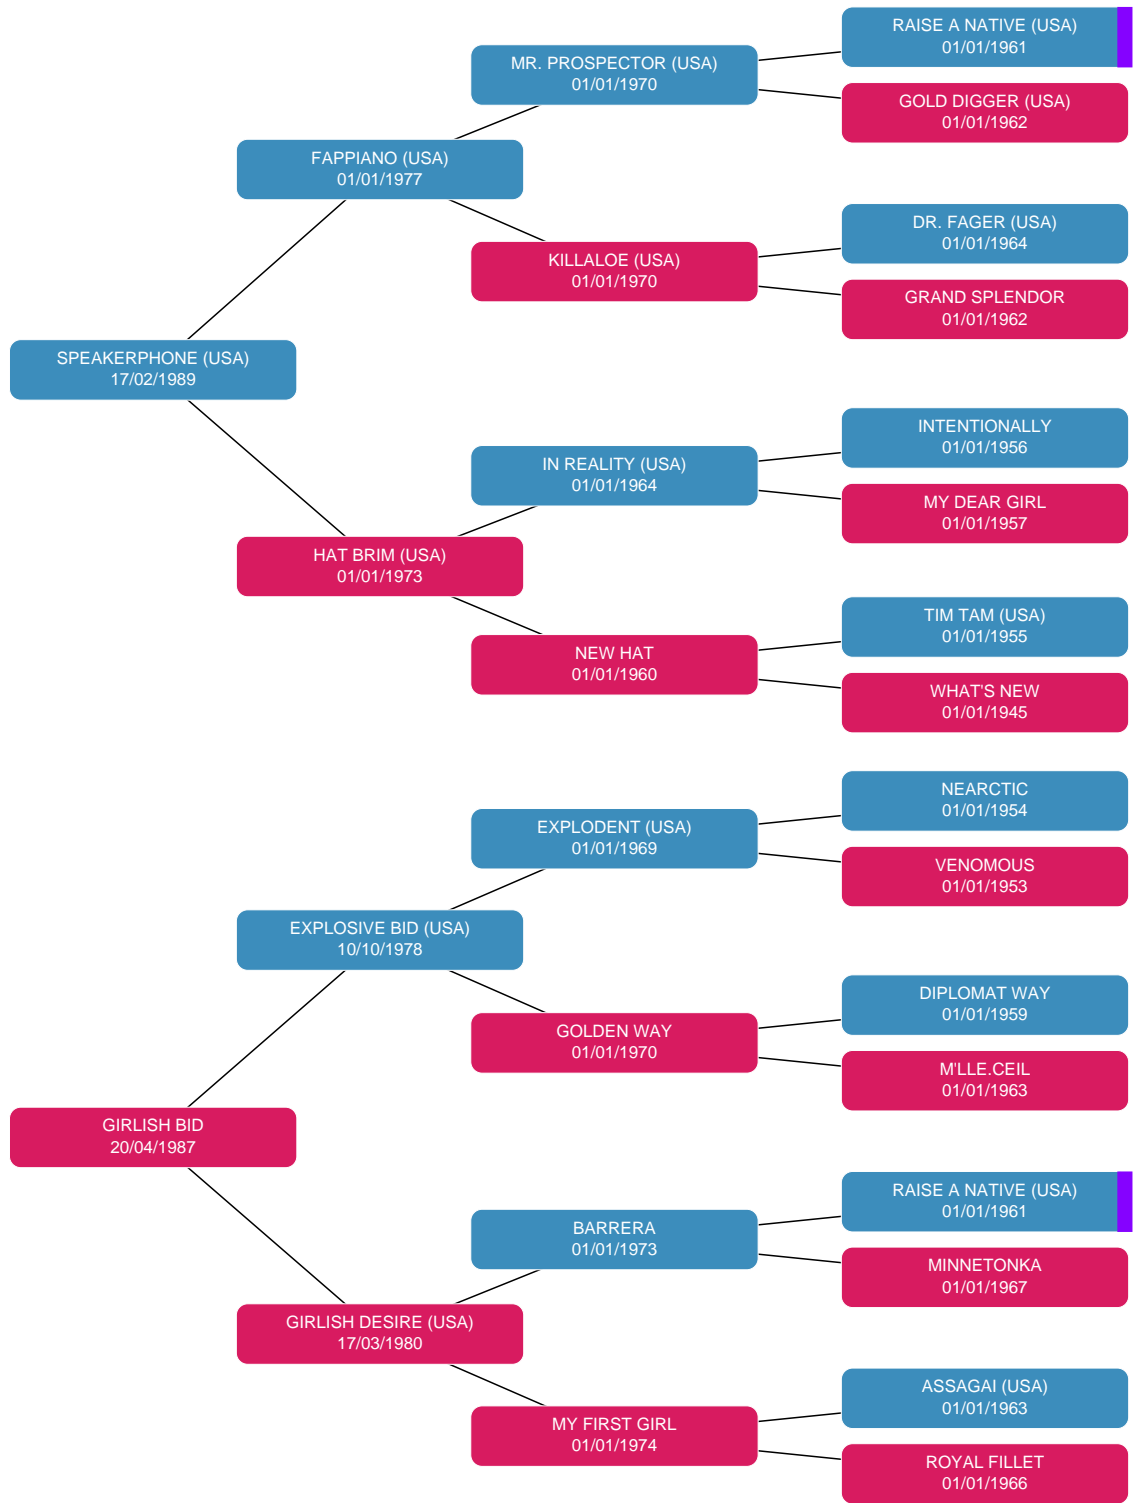 RAISE A NATIVE (USA)
01/01/1961
MR. PROSPECTOR (USA)
01/01/1970
GOLD DIGGER (USA)
01/01/1962
FAPPIANO (USA)
01/01/1977
DR. FAGER (USA)
01/01/1964
KILLALOE (USA)
01/01/1970
GRAND SPLENDOR
01/01/1962
SPEAKERPHONE (USA)
17/02/1989
INTENTIONALLY
01/01/1956
IN REALITY (USA)
01/01/1964
MY DEAR GIRL
01/01/1957
HAT BRIM (USA)
01/01/1973
TIM TAM (USA)
01/01/1955
NEW HAT
01/01/1960
WHAT'S NEW
01/01/1945
NEARCTIC
01/01/1954
EXPLODENT (USA)
01/01/1969
VENOMOUS
01/01/1953
EXPLOSIVE BID (USA)
10/10/1978
DIPLOMAT WAY
01/01/1959
GOLDEN WAY
01/01/1970
M'LLE.CEIL
01/01/1963
GIRLISH BID
20/04/1987
RAISE A NATIVE (USA)
01/01/1961
BARRERA
01/01/1973
MINNETONKA
01/01/1967
GIRLISH DESIRE (USA)
17/03/1980
ASSAGAI (USA)
01/01/1963
MY FIRST GIRL
01/01/1974
ROYAL FILLET
01/01/1966